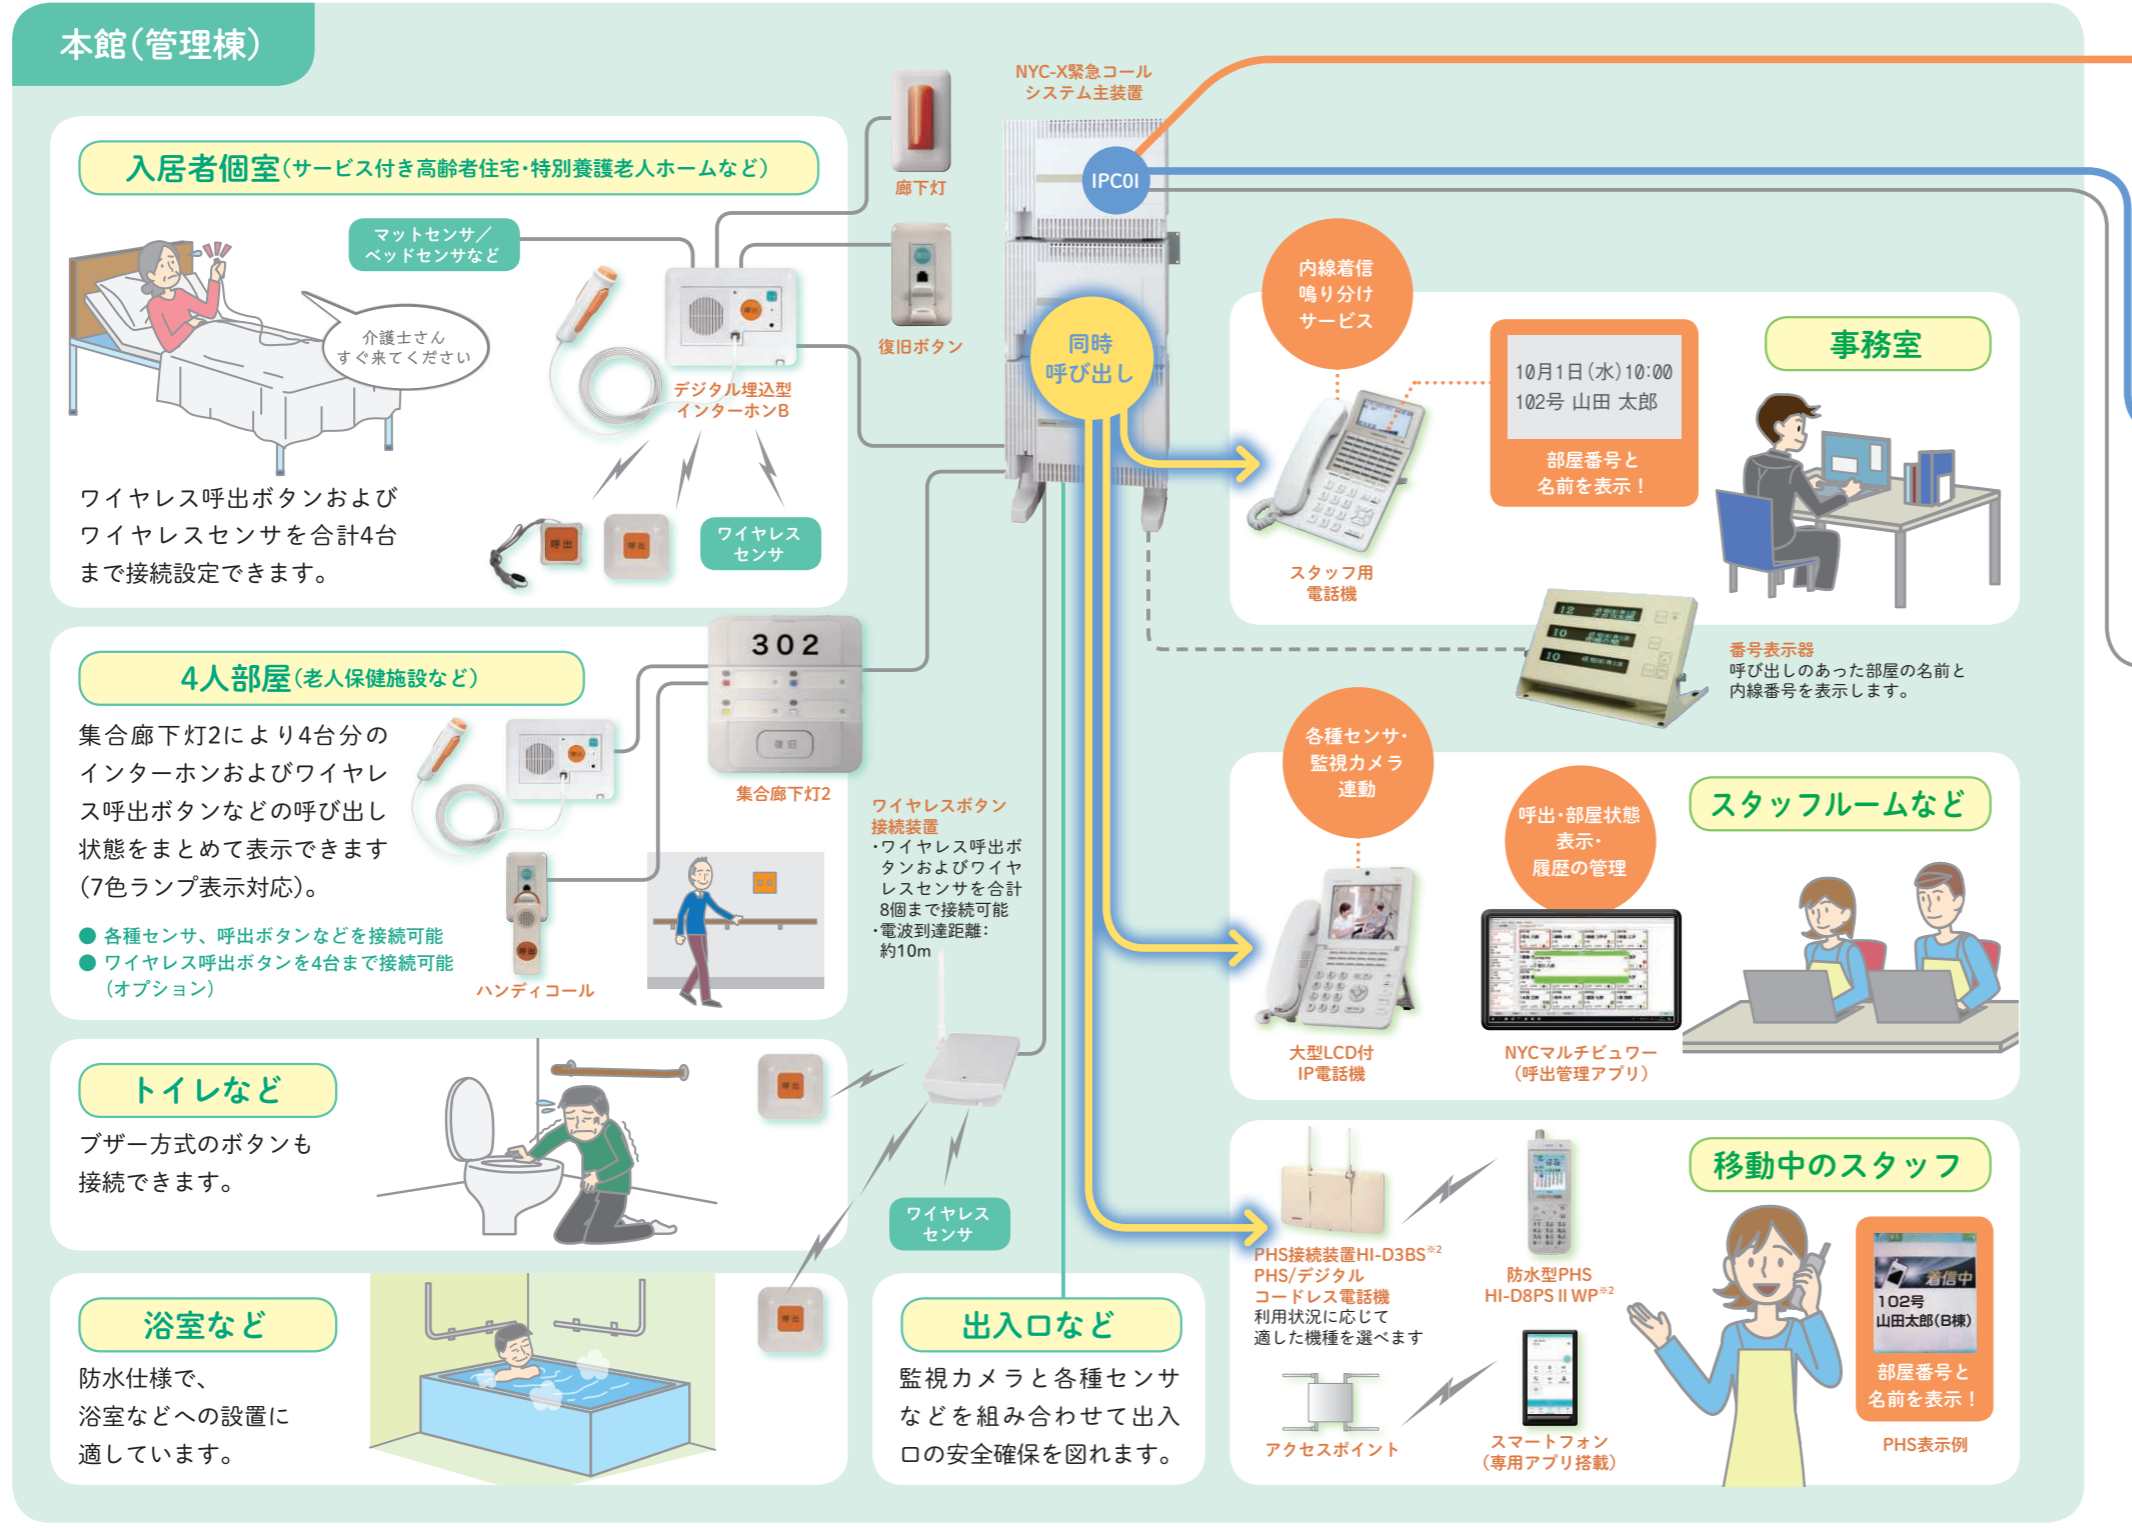 本館(管理棟)
入居者個室(サービス付き高齢者住宅・特別養護老人ホームなど)
マットセンサ／
ベッドセンサなど
介護士さん
すぐ来てください
デジタル埋込型
インターホンB
ワイヤレス呼出ボタンおよび
ワイヤレスセンサを合計4台
まで接続設定できます。
呼出
呼出
ワイヤレス
センサ
廊下灯
復旧ボタン
NYC-X緊急コール
システム主装置
IPCOI
同時
呼び出し
4人部屋(老人保健施設など)
集合廊下灯2により4台分の
インターホンおよびワイヤレ
ス呼出ボタンなどの呼び出し
状態をまとめて表示できます
(7色ランプ表示対応)。
● 各種センサ、呼出ボタンなどを接続可能
● ワイヤレス呼出ボタンを4台まで接続可能
(オプション)
ハンディコール
302
復旧
集合廊下灯2
ワイヤレスボタン
接続装置
・ワイヤレス呼出ボ
タンおよびワイヤ
レスセンサを合計
8個まで接続可能
・電波到達距離：
約10m
トイレなど
ブザー方式のボタンも
接続できます。
呼出
ワイヤレス
センサ
浴室など
防水仕様で、
浴室などへの設置に
適しています。
呼出
出入口など
監視カメラと各種センサ
などを組み合わせて出入
口の安全確保を図れます。
内線着信
鳴り分け
サービス
スタッフ用
電話機
10月1日(水)10:00
102号 山田 太郎
部屋番号と
名前を表示！
事務室
12
10
10
番号表示器
呼び出しのあった部屋の名前と
内線番号を表示します。
各種センサ・
監視カメラ
連動
大型LCD付
IP電話機
呼出・部屋状態
表示・
履歴の管理
NYCマルチビュワー
(呼出管理アプリ)
スタッフルームなど
移動中のスタッフ
PHS接続装置HI-D3BS※2
PHS/デジタル
コードレス電話機
利用状況に応じて
適した機種を選べます
防水型PHS
HI-D8PSⅡWP※2
アクセスポイント
スマートフォン
(専用アプリ搭載)
着信中
102号
山田太郎(B棟)
部屋番号と
名前を表示！
PHS表示例